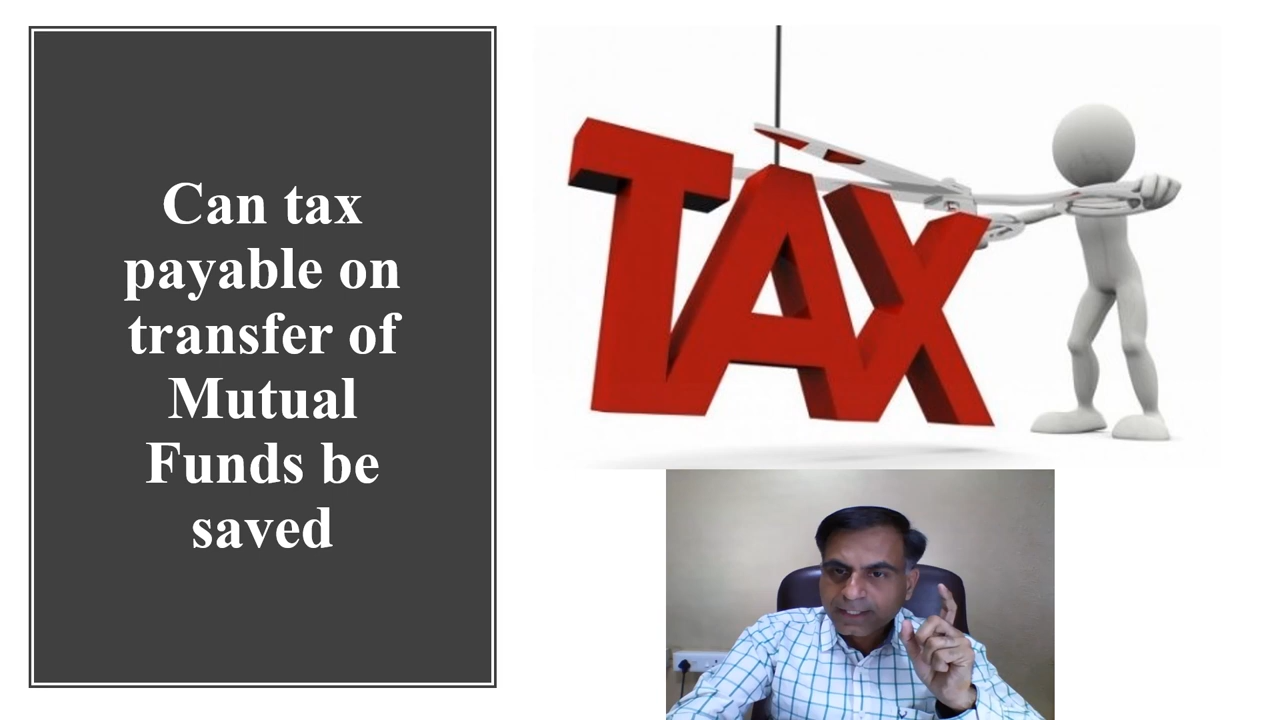 Can tax
payable on
transfer of
Mutual
Funds be
saved
TAX